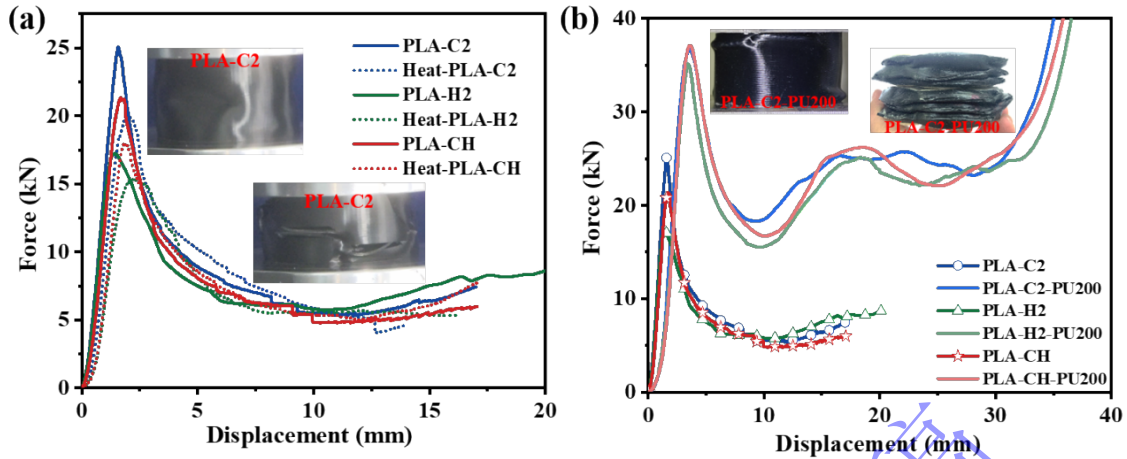 (a)
25
20
15
10
5
0
Force (kN)
0 5 10 15 20
Displacement (mm)
PLA-C2
PLA-C2
PLA-C2
Heat-PLA-C2
PLA-H2
Heat-PLA-H2
PLA-CH
Heat-PLA-CH
(b)
40
30
20
10
0
Force (kN)
0 10 20 30 40
Displacement (mm)
PLA-C2-PU200
PLA-C2-PU200
PLA-C2
PLA-C2-PU200
PLA-H2
PLA-H2-PU200
PLA-CH
PLA-CH-PU200